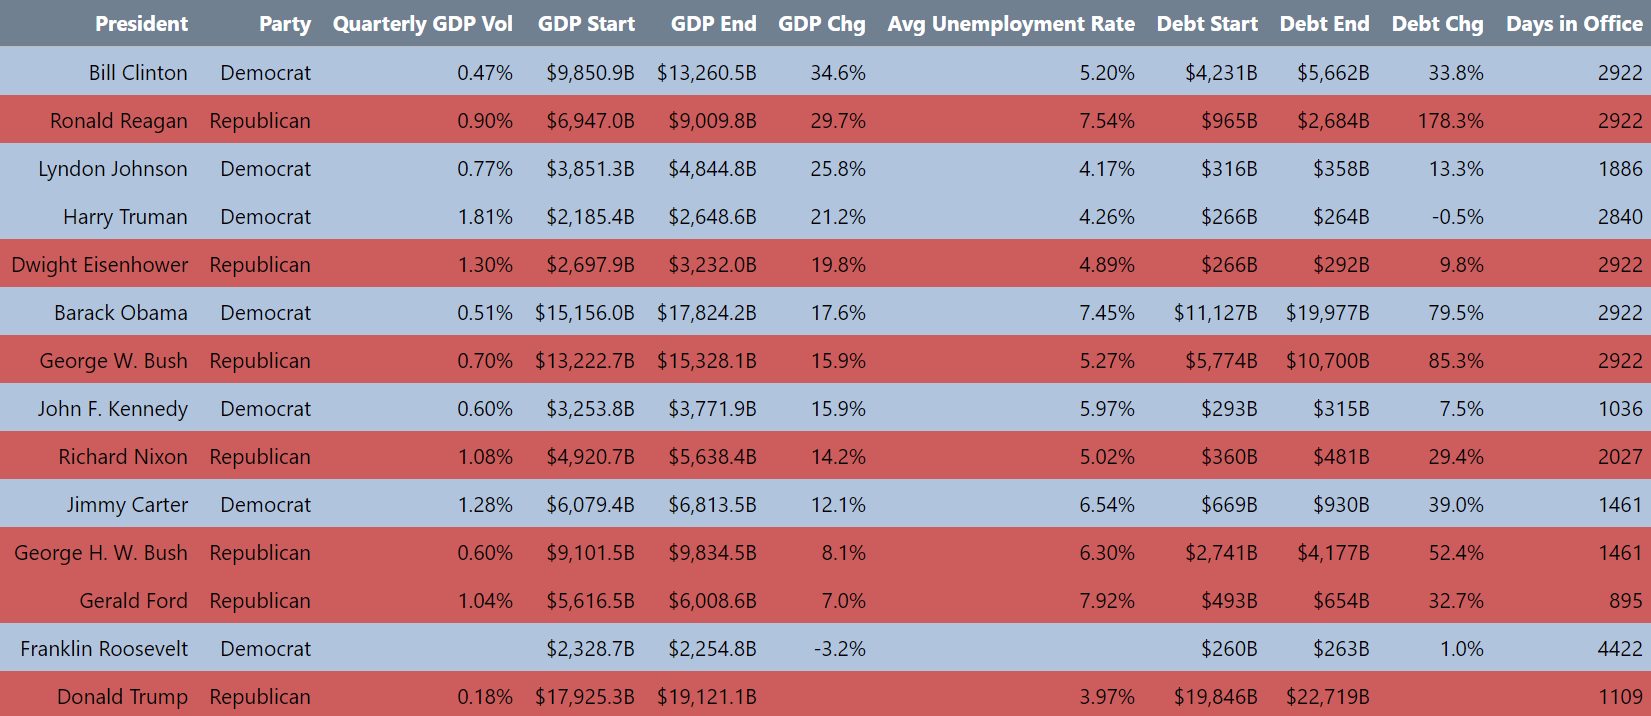 President Party Quarterly GDP Vol GDP Start GDP End GDP Chg Avg Unemployment Rate Debt Start Debt End Debt Chg Days in Office
Bill Clinton Democrat 0.47% $9,850.9B $13,260.5B 34.6% 5.20% $4,231B $5,662B 33.8% 2922
Ronald Reagan Republican 0.90% $6,947.0B $9,009.8B 29.7% 7.54% $965B $2,684B 178.3% 2922
Lyndon Johnson Democrat 0.77% $3,851.3B $4,844.8B 25.8% 4.17% $316B $358B 13.3% 1886
Harry Truman Democrat 1.81% $2,185.4B $2,648.6B 21.2% 4.26% $266B $264B -0.5% 2840
Dwight Eisenhower Republican 1.30% $2,697.9B $3,232.0B 19.8% 4.89% $266B $292B 9.8% 2922
Barack Obama Democrat 0.51% $15,156.0B $17,824.2B 17.6% 7.45% $11,127B $19,977B 79.5% 2922
George W. Bush Republican 0.70% $13,222.7B $15,328.1B 15.9% 5.27% $5,774B $10,700B 85.3% 2922
John F. Kennedy Democrat 0.60% $3,253.8B $3,771.9B 15.9% 5.97% $293B $315B 7.5% 1036
Richard Nixon Republican 1.08% $4,920.7B $5,638.4B 14.2% 5.02% $360B $481B 29.4% 2027
Jimmy Carter Democrat 1.28% $6,079.4B $6,813.5B 12.1% 6.54% $669B $930B 39.0% 1461
George H. W. Bush Republican 0.60% $9,101.5B $9,834.5B 8.1% 6.30% $2,741B $4,177B 52.4% 1461
Gerald Ford Republican 1.04% $5,616.5B $6,008.6B 7.0% 7.92% $493B $654B 32.7% 895
Franklin Roosevelt Democrat $2,328.7B $2,254.8B -3.2% $260B $263B 1.0% 4422
Donald Trump Republican 0.18% $17,925.3B $19,121.1B 3.97% $19,846B $22,719B 1109